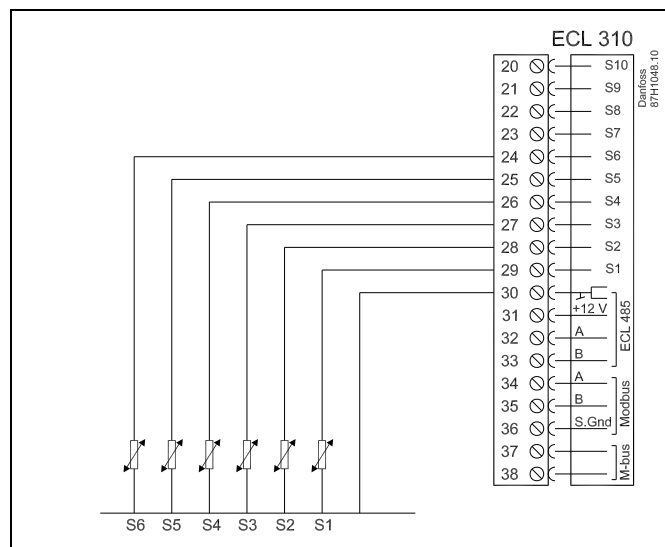 ECL 310
Danfoss
87H1048.10
20 S10
21 S9
22 S8
23 S7
24 S6
25 S5
26 S4
27 S3
28 S2
29 S1
30
31 +12 V
32 A
33 B
ECL 485
34 A
35 B
36 S.Gnd
Modbus
37
38
M-bus
S6 S5 S4 S3 S2 S1